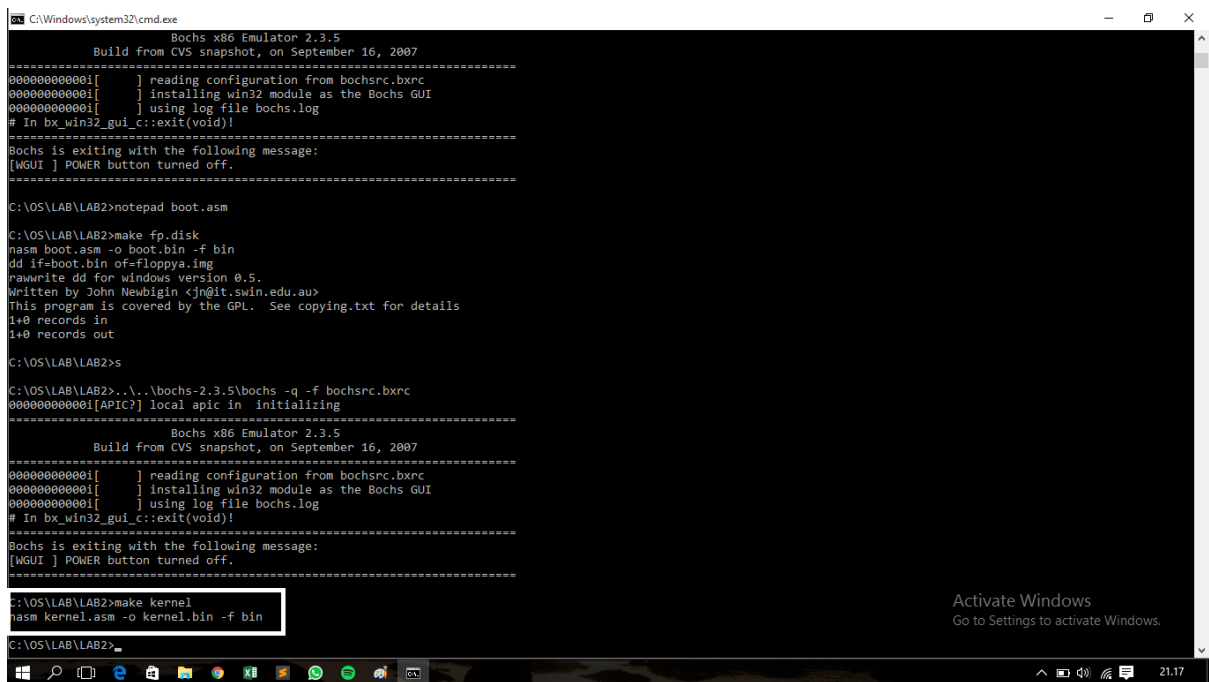 C:\Windows\system32\cmd.exe
Bochs x86 Emulator 2.3.5
Build from CVS snapshot, on September 16, 2007
========================================================================
00000000000i[     ] reading configuration from bochsrc.bxrc
00000000000i[     ] installing win32 module as the Bochs GUI
00000000000i[     ] using log file bochs.log
# In bx_win32_gui_c::exit(void)!
========================================================================
Bochs is exiting with the following message:
[WGUI ] POWER button turned off.
========================================================================
C:\OS\LAB\LAB2>notepad boot.asm
C:\OS\LAB\LAB2>make fp.disk
nasm boot.asm -o boot.bin -f bin
dd if=boot.bin of=floppya.img
rawwrite dd for windows version 0.5.
Written by John Newbigin <jn@it.swin.edu.au>
This program is covered by the GPL.  See copying.txt for details
1+0 records in
1+0 records out
C:\OS\LAB\LAB2>s
C:\OS\LAB\LAB2>..\..\bochs-2.3.5\bochs -q -f bochsrc.bxrc
00000000000i[APIC?] local apic in  initializing
========================================================================
Bochs x86 Emulator 2.3.5
Build from CVS snapshot, on September 16, 2007
========================================================================
00000000000i[     ] reading configuration from bochsrc.bxrc
00000000000i[     ] installing win32 module as the Bochs GUI
00000000000i[     ] using log file bochs.log
# In bx_win32_gui_c::exit(void)!
========================================================================
Bochs is exiting with the following message:
[WGUI ] POWER button turned off.
========================================================================
C:\OS\LAB\LAB2>make kernel
nasm kernel.asm -o kernel.bin -f bin
C:\OS\LAB\LAB2>_
Activate Windows
Go to Settings to activate Windows.
21.17